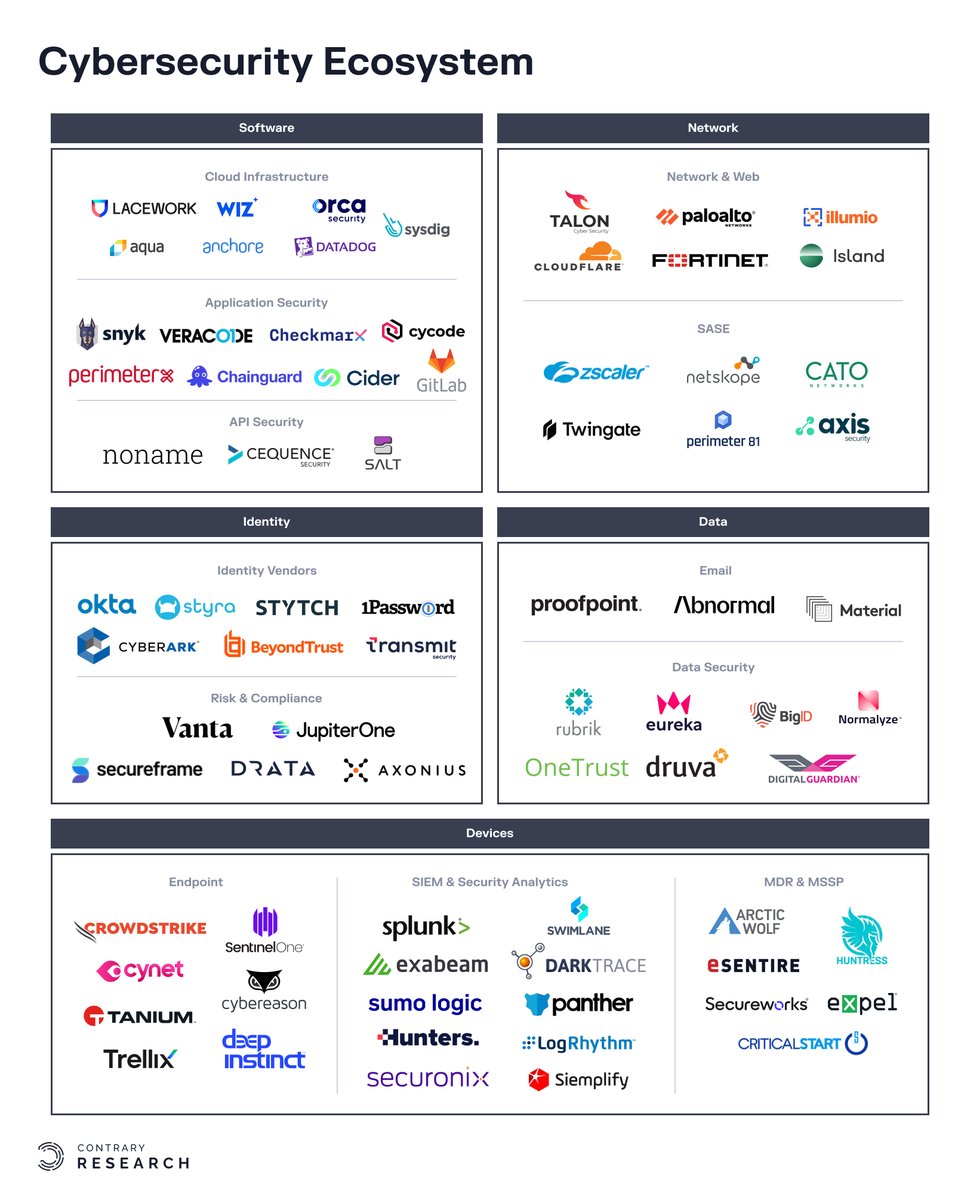 Cybersecurity Ecosystem
Software
Cloud Infrastructure
LACEWORK WIZ orca security sysdig
aqua anchore DATADOG
Application Security
snyk VERACODE Checkmarx cycode
perimeterx Chainguard Cider GitLab
API Security
noname CEQUENCE SECURITY SALT
Network
Network & Web
TALON Cyber Security paloalto NETWORKS illumio
CLOUDFLARE FORTINET Island
SASE
zscaler netskope CATO NETWORKS
Twingate perimeter 81 axis security
Identity
Identity Vendors
okta styra STYTCH 1Password
CYBERARK BeyondTrust Transmit security
Risk & Compliance
Vanta JupiterOne
secureframe DRATA AXONIUS
Data
Email
proofpoint. Abnormal Material
Data Security
rubrik eureka BigID Normalyze
OneTrust druva DIGITALGUARDIAN
Devices
Endpoint
CROWDSTRIKE SentinelOne
cynet cybereason
TANIUM
Trellix deep instinct
SIEM & Security Analytics
splunk> SWIMLANE
exabeam DARKTRACE
sumo logic panther
Hunters. LogRhythm
securonix Siemplify
MDR & MSSP
ARCTIC WOLF HUNTRESS
eSENTIRE
Secureworks expel
CRITICALSTART
CONTRARY
RESEARCH